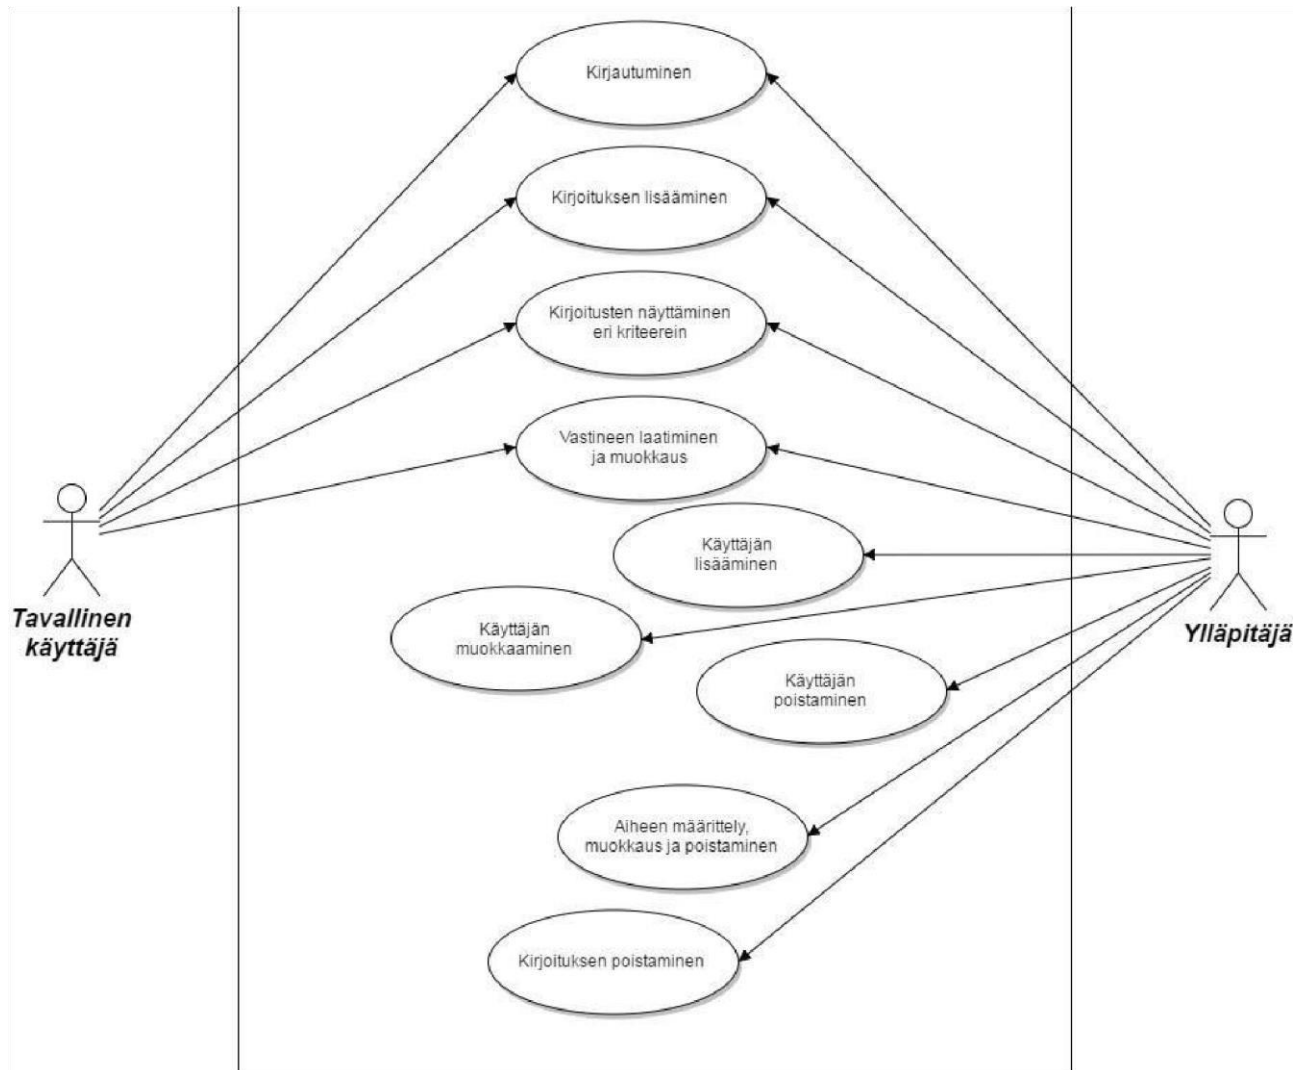 Kirjautuminen
Kirjoituksen lisääminen
Kirjoitusten näyttäminen
eri kriteerein
Vastineen laatiminen
ja muokkaus
Käyttäjän
lisääminen
Tavallinen
käyttäjä
Käyttäjän
muokkaaminen
Ylläpitäjä
Käyttäjän
poistaminen
Aiheen määrittely,
muokkaus ja poistaminen
Kirjoituksen poistaminen